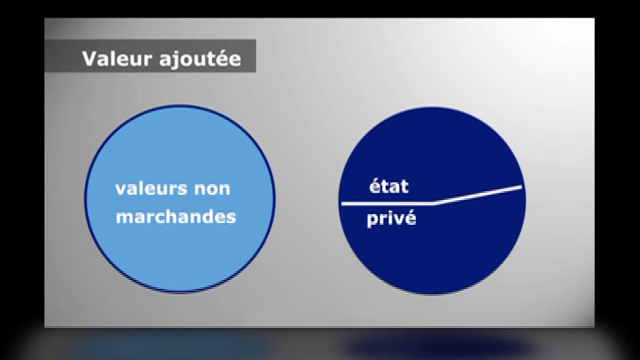 Valeur ajoutée
valeurs non
marchandes
état
privé